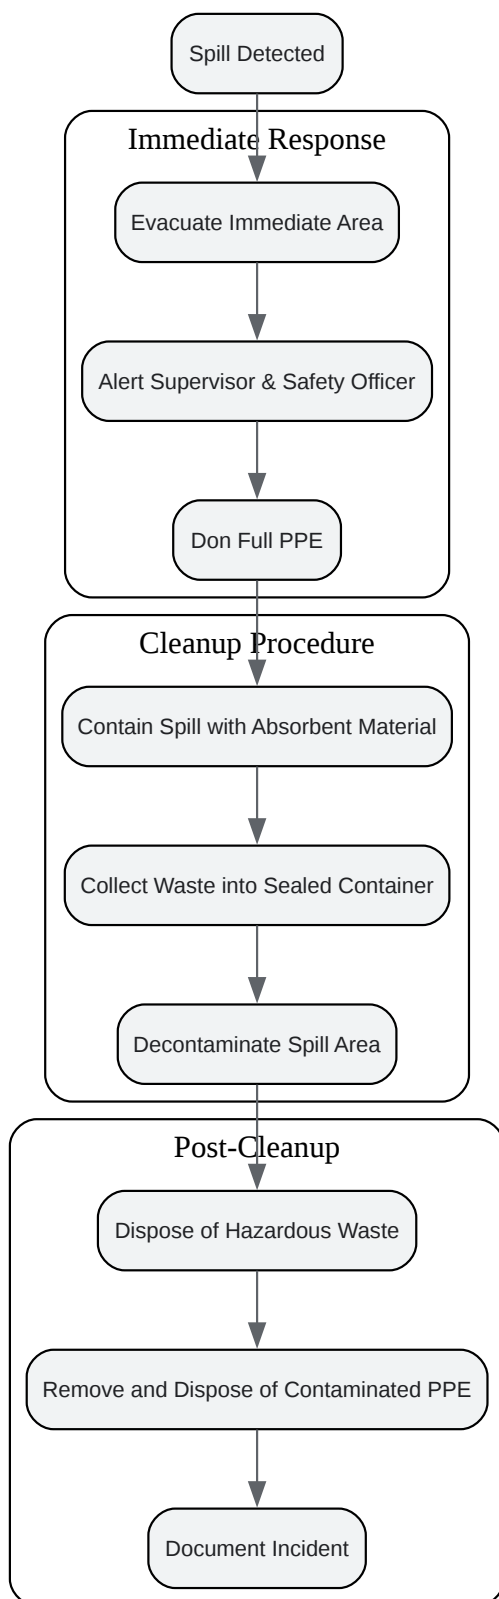 Spill Detected
Immediate Response
Evacuate Immediate Area
Alert Supervisor & Safety Officer
Don Full PPE
Cleanup Procedure
Contain Spill with Absorbent Material
Collect Waste into Sealed Container
Decontaminate Spill Area
Post-Cleanup
Dispose of Hazardous Waste
Remove and Dispose of Contaminated PPE
Document Incident